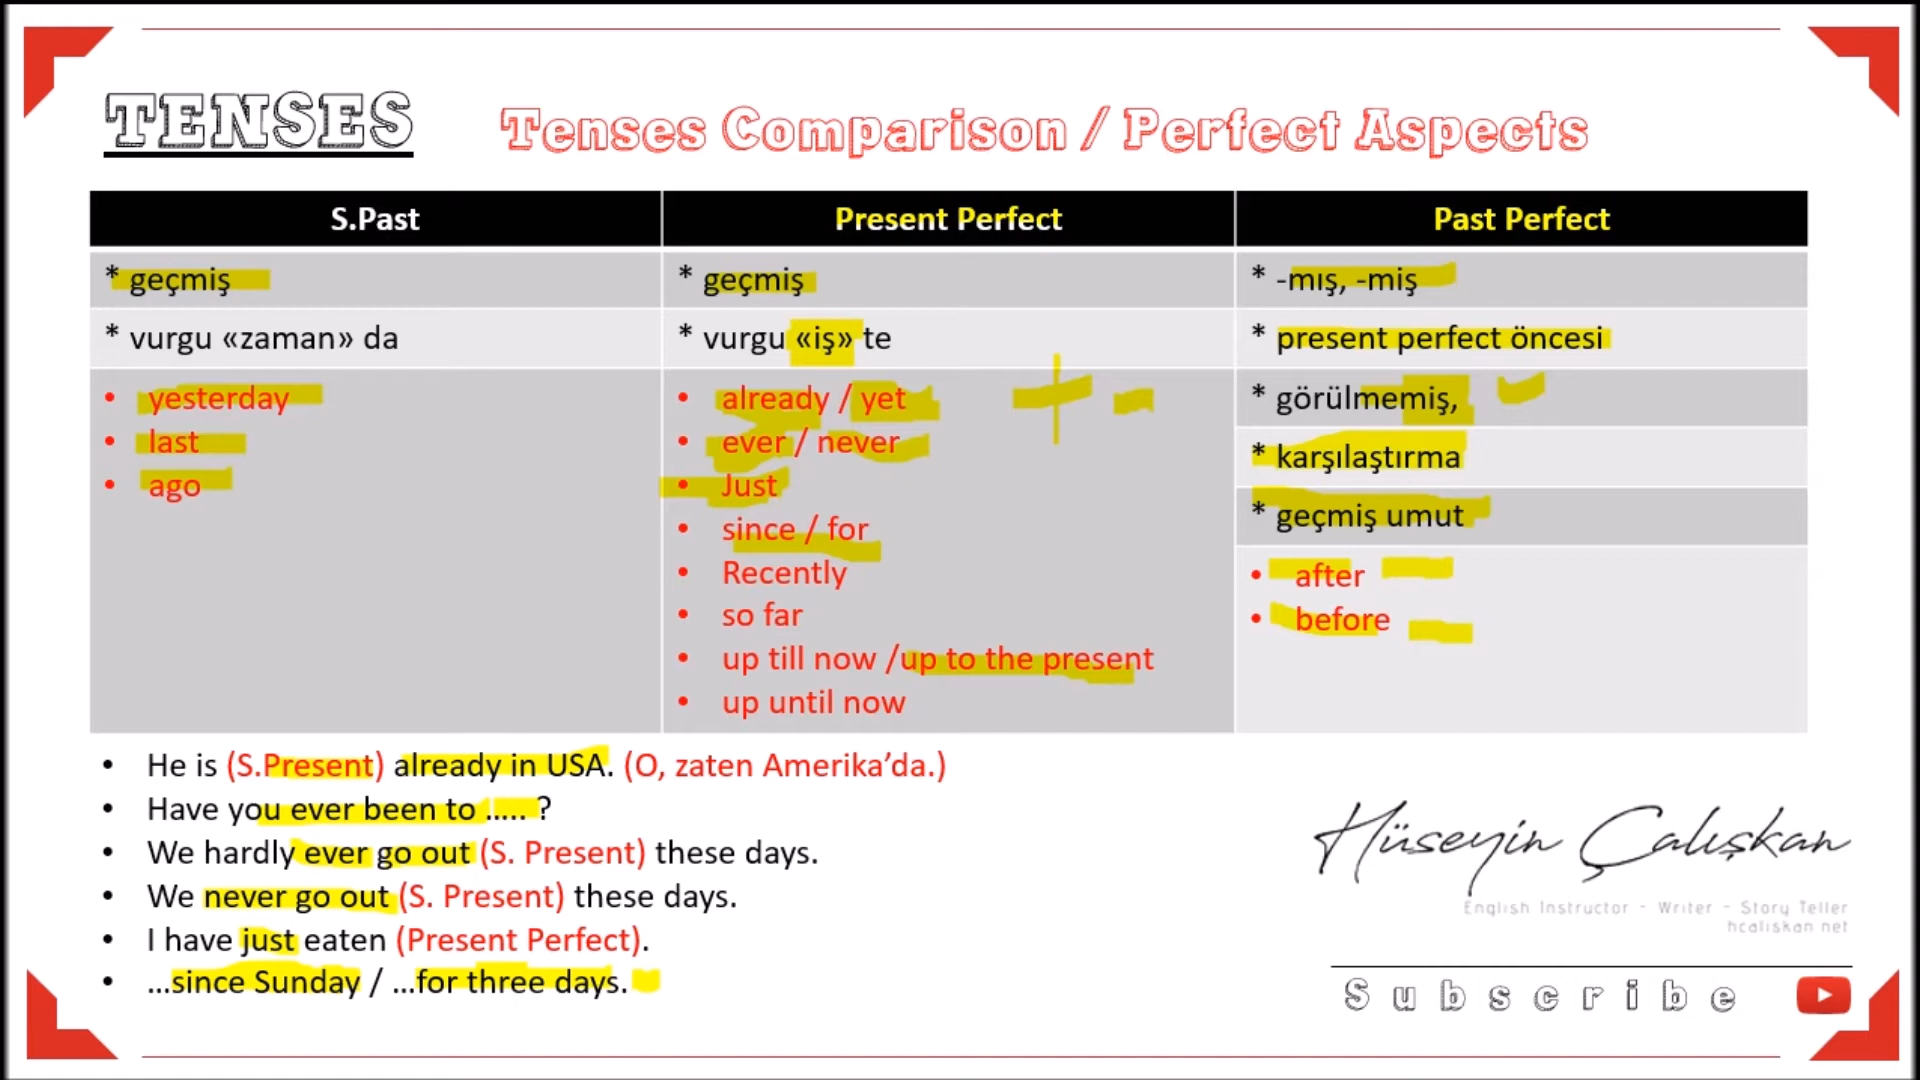 TENSES
Tenses Comparison / Perfect Aspects
S.Past
* geçmiş
* vurgu «zaman» da
• yesterday
• last
• ago
Present Perfect
* geçmiş
* vurgu «iş» te
• already / yet
• ever / never
• Just
• since / for
• Recently
• so far
• up till now /up to the present
• up until now
Past Perfect
* -mış, -miş
* present perfect öncesi
* görülmemiş,
* karşılaştırma
* geçmiş umut
• after
• before
• He is (S.Present) already in USA. (O, zaten Amerika’da.)
• Have you ever been to ….. ?
• We hardly ever go out (S. Present) these days.
• We never go out (S. Present) these days.
• I have just eaten (Present Perfect).
• …since Sunday / …for three days.
Hüseyin Çalışkan
English Instructor - Writer - Story Teller
hcaliskan net
Subscribe